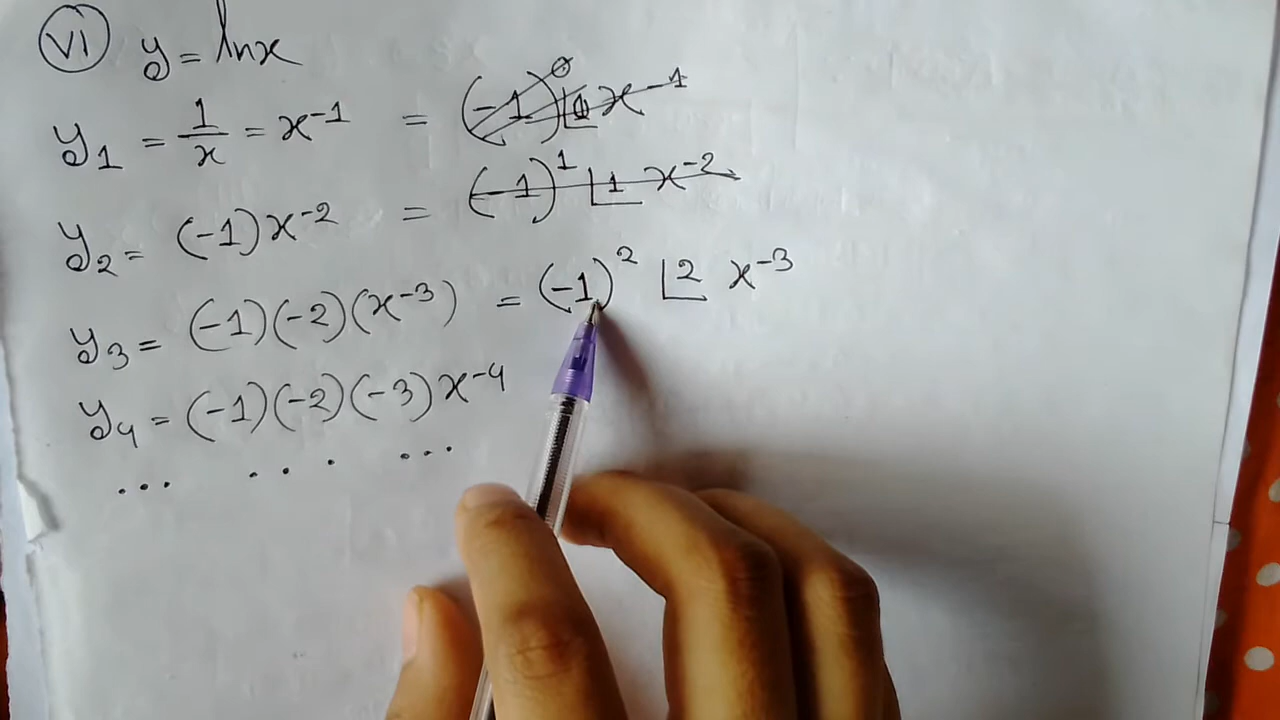 VI y = lnx
y₁ = 1/x = x⁻¹ = (-1)⁰ ⌊0 x⁻¹
y₂ = (-1)x⁻² = (-1)¹ ⌊1 x⁻²
y₃ = (-1)(-2)(x⁻³) = (-1)² ⌊2 x⁻³
y₄ = (-1)(-2)(-3)x⁻⁴
... ... ...